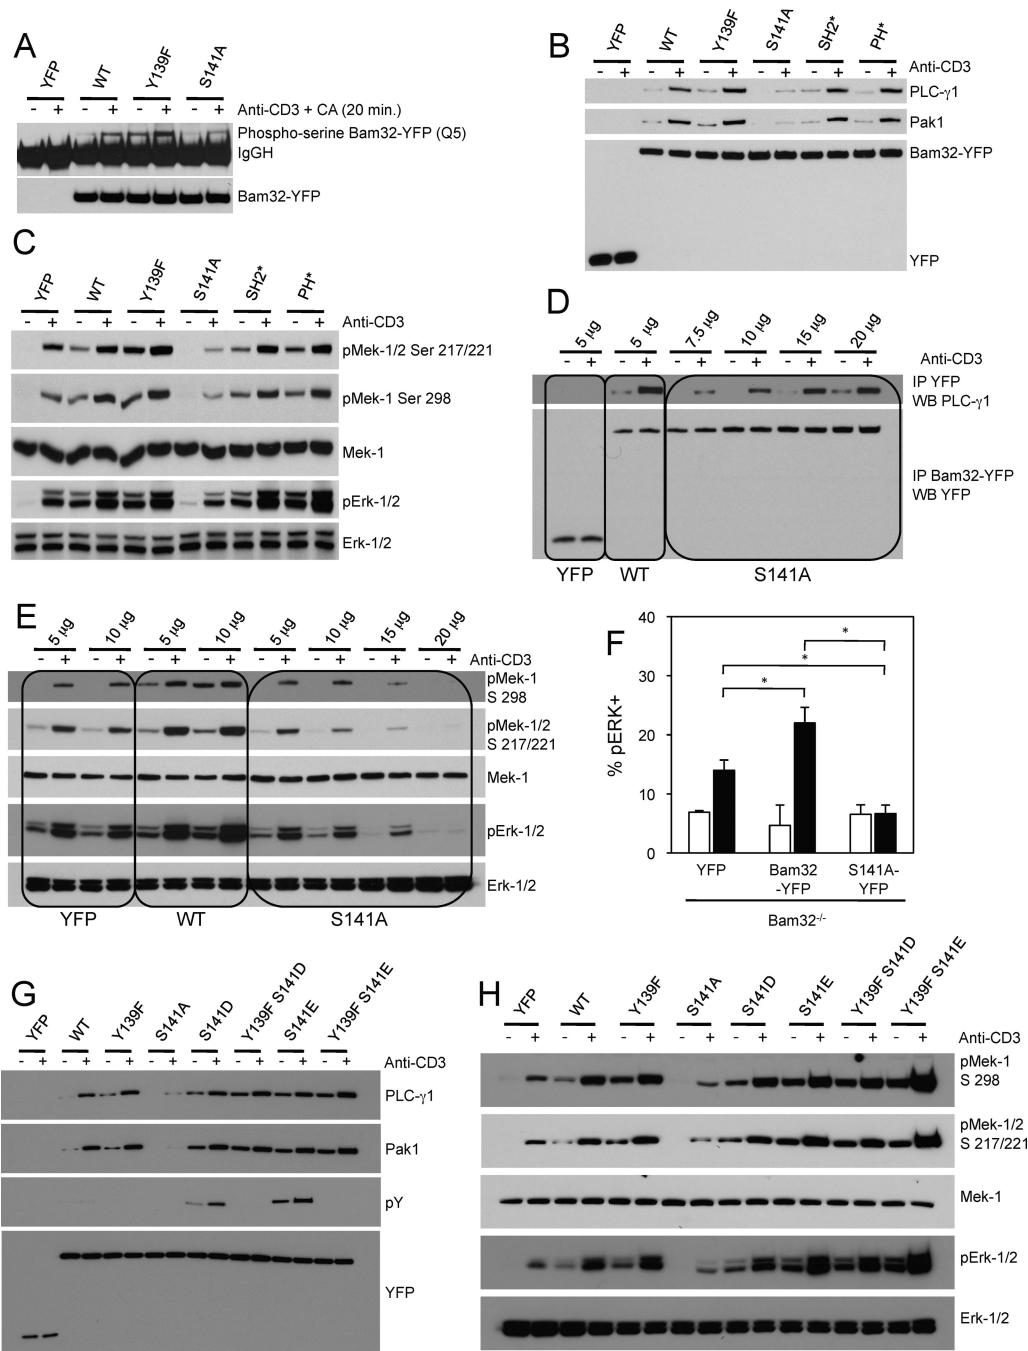 A
YFP WT Y139F S141A
- + - + - + - + Anti-CD3 + CA (20 min.)
Phospho-serine Bam32-YFP (Q5)
IgGH
Bam32-YFP
B
YFP WT Y139F S141A SH2* PH*
Anti-CD3
- + - + - + - + - + - +
PLC-γ1
Pak1
Bam32-YFP
YFP
C
YFP WT Y139F S141A SH2* PH*
- + - + - + - + - + - + Anti-CD3
pMek-1/2 Ser 217/221
pMek-1 Ser 298
Mek-1
pErk-1/2
Erk-1/2
D
5 μg 5 μg 7.5 μg 10 μg 15 μg 20 μg
- + - + - + - + - + - + Anti-CD3
IP YFP
WB PLC-γ1
IP Bam32-YFP
WB YFP
YFP WT S141A
E
5 μg 10 μg 5 μg 10 μg 5 μg 10 μg 15 μg 20 μg
- + - + - + - + - + - + - + - + Anti-CD3
pMek-1
S 298
pMek-1/2
S 217/221
Mek-1
pErk-1/2
Erk-1/2
YFP WT S141A
F
% pERK+
40
30
20
10
0
*
*
*
YFP Bam32 S141A-
-YFP YFP
Bam32-/-
G
YFP WT Y139F S141A S141D Y139F S141D S141E Y139F S141E
- + - + - + - + - + - + - + - + Anti-CD3
PLC-γ1
Pak1
pY
YFP
H
YFP WT Y139F S141A S141D S141E Y139F S141D Y139F S141E
- + - + - + - + - + - + - + - + Anti-CD3
pMek-1
S 298
pMek-1/2
S 217/221
Mek-1
pErk-1/2
Erk-1/2